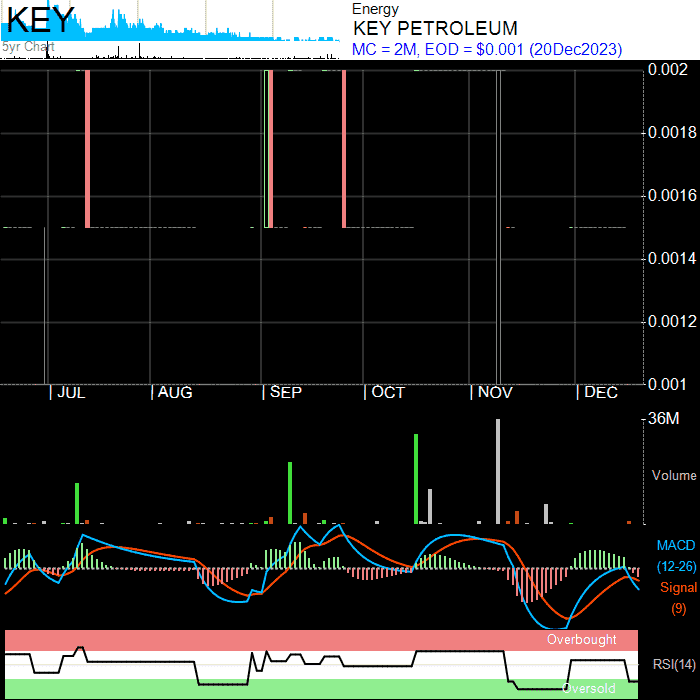 KEY
5yr Chart
Energy
KEY PETROLEUM
MC = 2M, EOD = $0.001 (20Dec2023)
0.002
0.0018
0.0016
0.0014
0.0012
0.001
JUL AUG SEP OCT NOV DEC
36M
Volume
MACD
(12-26)
Signal
(9)
Overbought
RSI(14)
Oversold